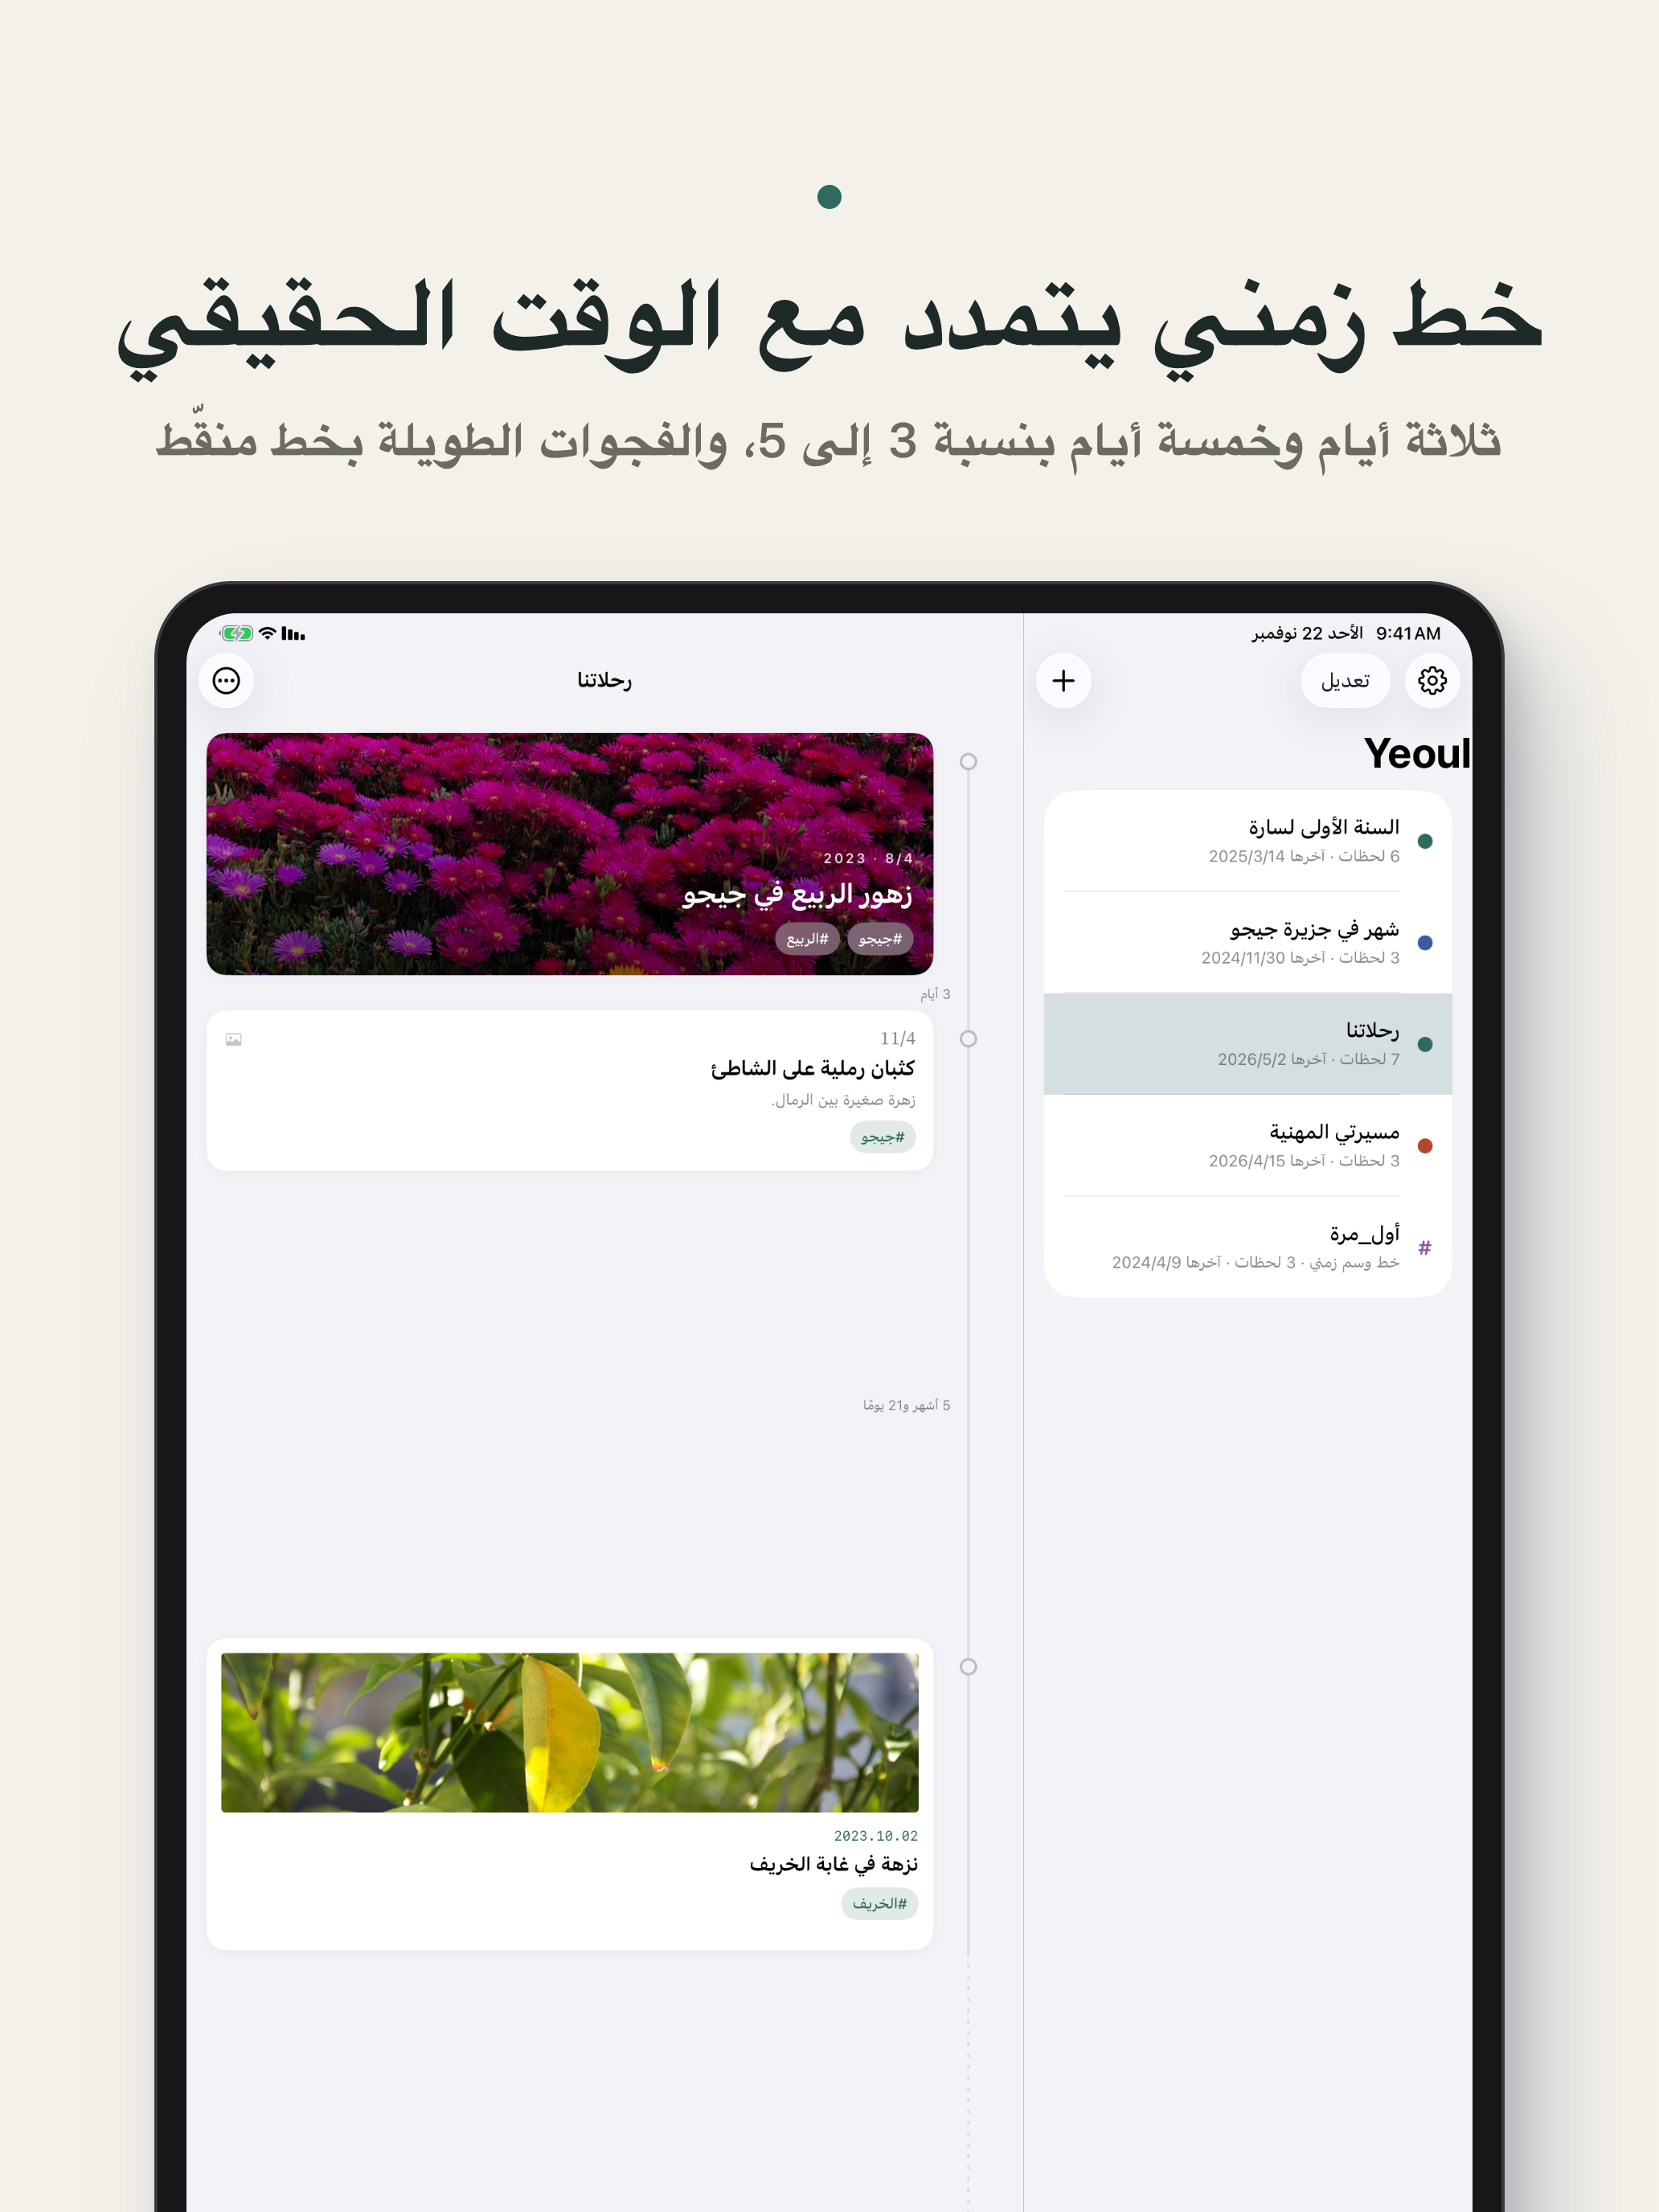 خط زمني يتمدد مع الوقت الحقيقي
ثلاثة أيام وخمسة أيام بنسبة 3 إلى 5، والفجوات الطويلة بخط منقّط
9:41 AM الأحد 22 نوفمبر
تعديل
Yeoul
السنة الأولى لسارة
6 لحظات · آخرها 2025/3/14
شهر في جزيرة جيجو
3 لحظات · آخرها 2024/11/30
رحلاتنا
7 لحظات · آخرها 2026/5/2
مسيرتي المهنية
3 لحظات · آخرها 2026/4/15
#
أول_مرة
خط وسم زمني · 3 لحظات · آخرها 2024/4/9
رحلاتنا
2023 · 8/4
زهور الربيع في جيجو
#جيجو #الربيع
3 أيام
11/4
كثبان رملية على الشاطئ
زهرة صغيرة بين الرمال.
#جيجو
5 أشهر و21 يومًا
2023.10.02
نزهة في غابة الخريف
#الخريف